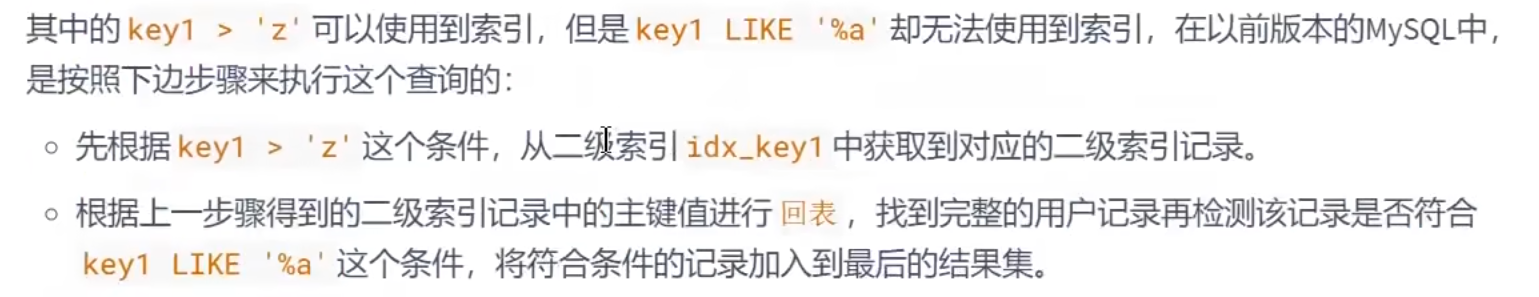 其中的 key1 > 'z' 可以使用到索引，但是 key1 LIKE '%a' 却无法使用到索引，在以前版本的MySQL中，
是按照下边步骤来执行这个查询的：
○ 先根据 key1 > 'z' 这个条件，从二级索引 idx_key1 中获取到对应的二级索引记录。
○ 根据上一步骤得到的二级索引记录中的主键值进行 回表 ，找到完整的用户记录再检测该记录是否符合
key1 LIKE '%a' 这个条件，将符合条件的记录加入到最后的结果集。